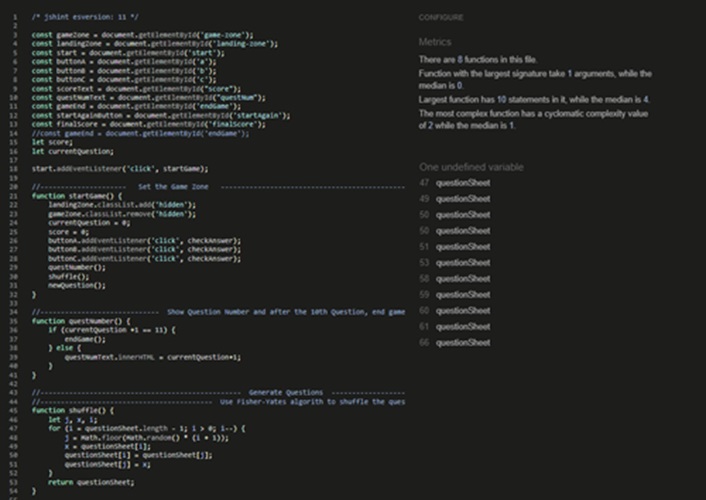 1 /* jshint esversion: 11 */
2
3 const gameZone = document.getElementById('game-zone');
4 const landingZone = document.getElementById('landing-zone');
5 const start = document.getElementById('start');
6 const buttonA = document.getElementById('a');
7 const buttonB = document.getElementById('b');
8 const buttonC = document.getElementById('c');
9 const scoreText = document.getElementById("score");
10 const questNumText = document.getElementById("questNum");
11 const gameEnd = document.getElementById('endGame');
12 const startAgainButton = document.getElementById('startAgain');
13 const finalScore = document.getElementById('finalScore');
14 //const gameEnd = document.getElementById('endGame');
15 let score;
16 let currentQuestion;
17
18 start.addEventListener('click', startGame);
19
20 //---------------------- Set the Game Zone ----------------------------------------------
21 function startGame() {
22 landingZone.classList.add('hidden');
23 gameZone.classList.remove('hidden');
24 currentQuestion = 0;
25 score = 0;
26 buttonA.addEventListener('click', checkAnswer);
27 buttonB.addEventListener('click', checkAnswer);
28 buttonC.addEventListener('click', checkAnswer);
29 questNumber();
30 shuffle();
31 newQuestion();
32 }
33
34 //------------------------------ Show Question Number and after the 10th Question, end game
35 function questNumber() {
36 if (currentQuestion +1 == 11) {
37 endGame();
38 } else {
39 questNumText.innerHTML = currentQuestion+1;
40 }
41 }
42
43 //--------------------------------------------------- Generate Questions -------------------
44 //------------------------------------------- Use Fisher-Yates algorith to shuffle the ques
45 function shuffle() {
46 let j, x, i;
47 for (i = questionSheet.length - 1; i > 0; i--) {
48 j = Math.floor(Math.random() * (i + 1));
49 x = questionSheet[i];
50 questionSheet[i] = questionSheet[j];
51 questionSheet[j] = x;
52 }
53 return questionSheet;
54 }
CONFIGURE
Metrics
There are 8 functions in this file.
Function with the largest signature take 1 arguments, while the
median is 0.
Largest function has 10 statements in it, while the median is 4.
The most complex function has a cyclomatic complexity value
of 2 while the median is 1.
One undefined variable
47 questionSheet
49 questionSheet
50 questionSheet
50 questionSheet
51 questionSheet
53 questionSheet
58 questionSheet
59 questionSheet
60 questionSheet
61 questionSheet
66 questionSheet